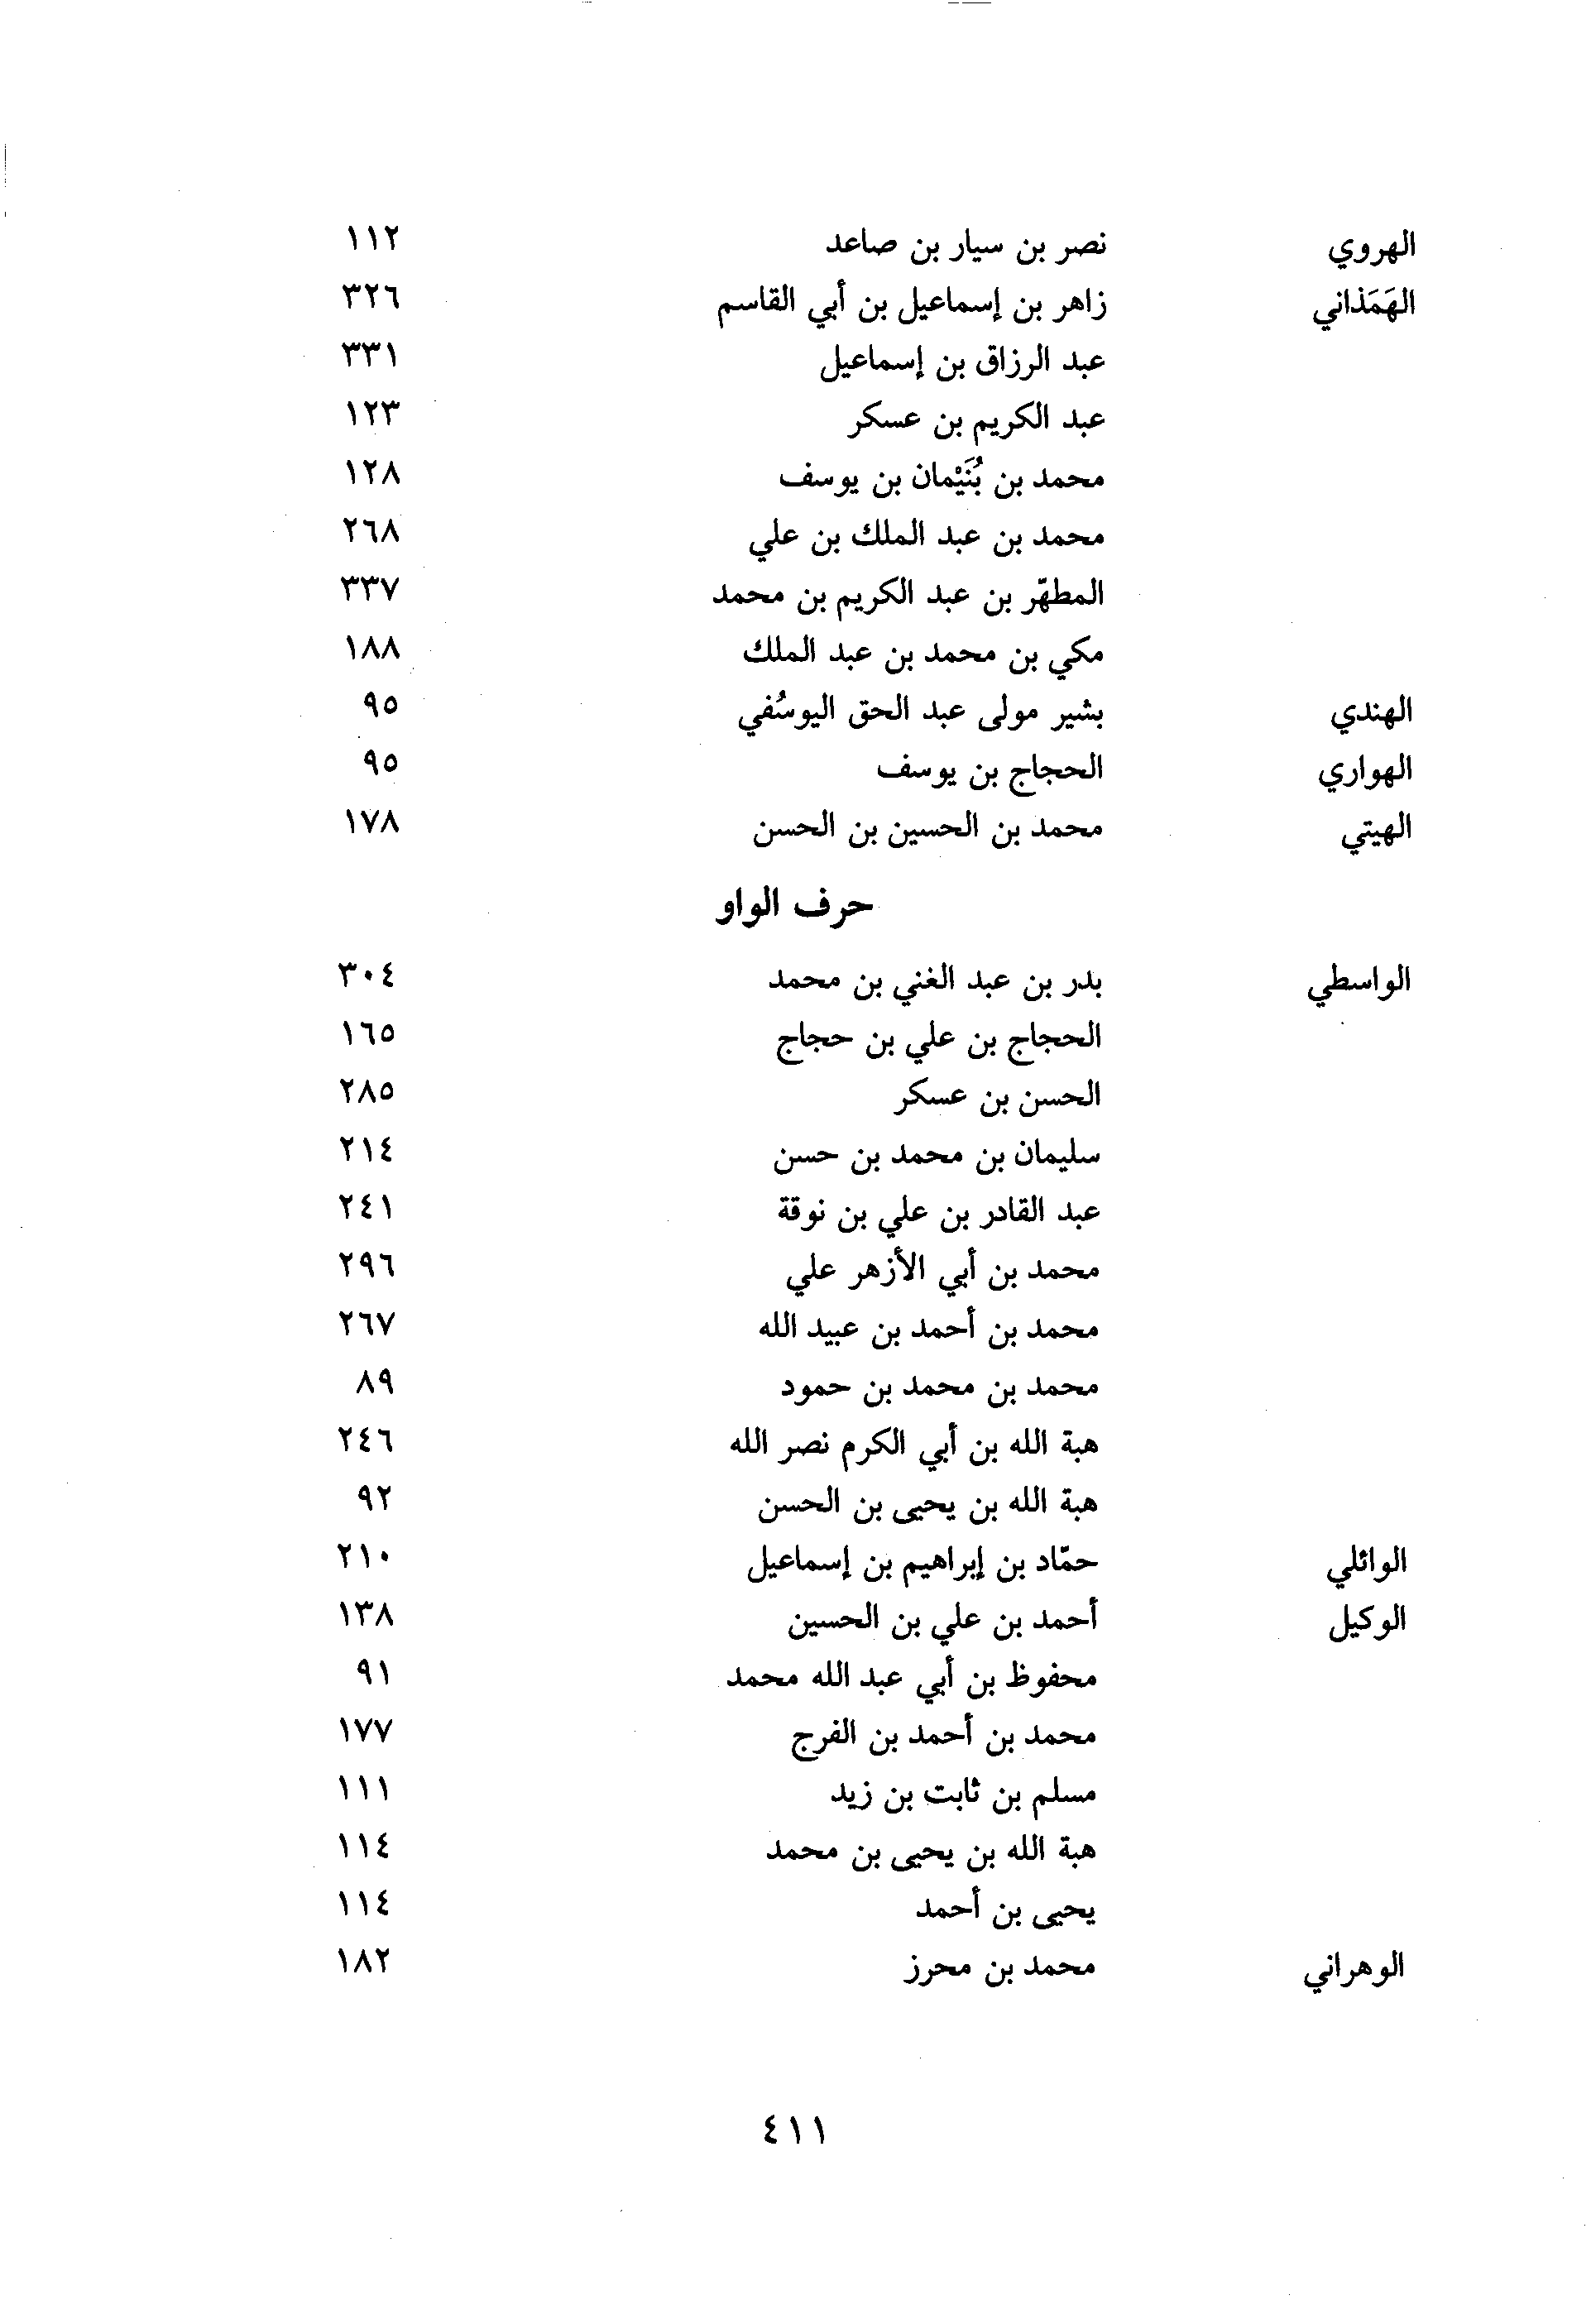 الهروي نصر بن سيار بن صاعد ١١٢
الهَمَذاني زاهر بن إسماعيل بن أبي القاسم ٣٢٦
عبد الرزاق بن إسماعيل ٣٣١
عبد الكريم بن عسكر ١٢٣
محمد بن بُنَيْمان بن يوسف ١٢٨
محمد بن عبد الملك بن علي ٢٦٨
المطهّر بن عبد الكريم بن محمد ٣٣٧
مكي بن محمد بن عبد الملك ١٨٨
الهندي بشير مولى عبد الحق اليوسُفي ٩٥
الهواري الحجاج بن يوسف ٩٥
الهيتي محمد بن الحسين بن الحسن ١٧٨
حرف الواو
الواسطي بدر بن عبد الغني بن محمد ٣٠٤
الحجاج بن علي بن حجاج ١٦٥
الحسن بن عسكر ٢٨٥
سليمان بن محمد بن حسن ٢١٤
عبد القادر بن علي بن نوقة ٢٤١
محمد بن أبي الأزهر علي ٢٩٦
محمد بن أحمد بن عبيد الله ٢٦٧
محمد بن محمد بن حمود ٨٩
هبة الله بن أبي الكرم نصر الله ٢٤٦
هبة الله بن يحيى بن الحسن ٩٢
الوائلي حمّاد بن إبراهيم بن إسماعيل ٢١٠
الوكيل أحمد بن علي بن الحسين ١٣٨
محفوظ بن أبي عبد الله محمد ٩١
محمد بن أحمد بن الفرج ١٧٧
مسلم بن ثابت بن زيد ١١١
هبة الله بن يحيى بن محمد ١١٤
يحيى بن أحمد ١١٤
الوهراني محمد بن محرز ١٨٢
٤١١